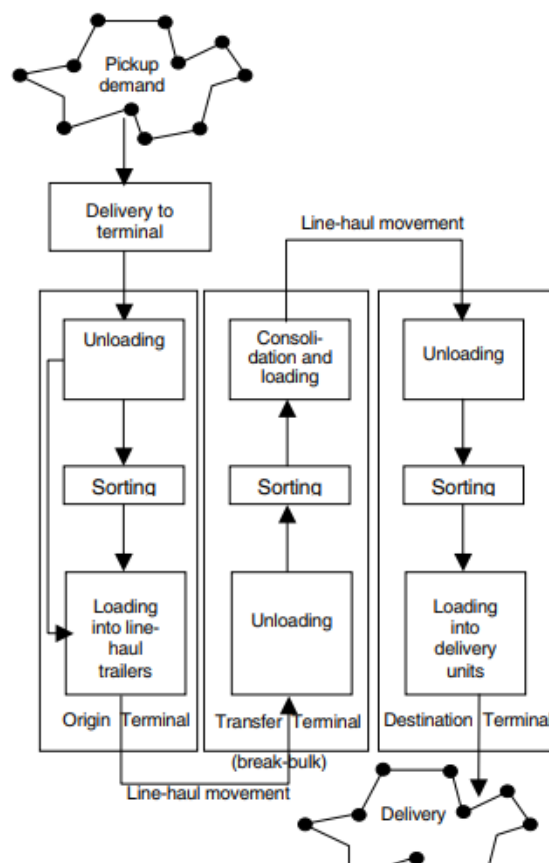 Pickup
demand
Delivery to
terminal
Line-haul movement
Unloading
Sorting
Loading
into line-
haul
trailers
Origin Terminal
Line-haul movement
Consoli-
dation and
loading
Sorting
Unloading
Transfer Terminal
(break-bulk)
Unloading
Sorting
Loading
into
delivery
units
Destination Terminal
Delivery